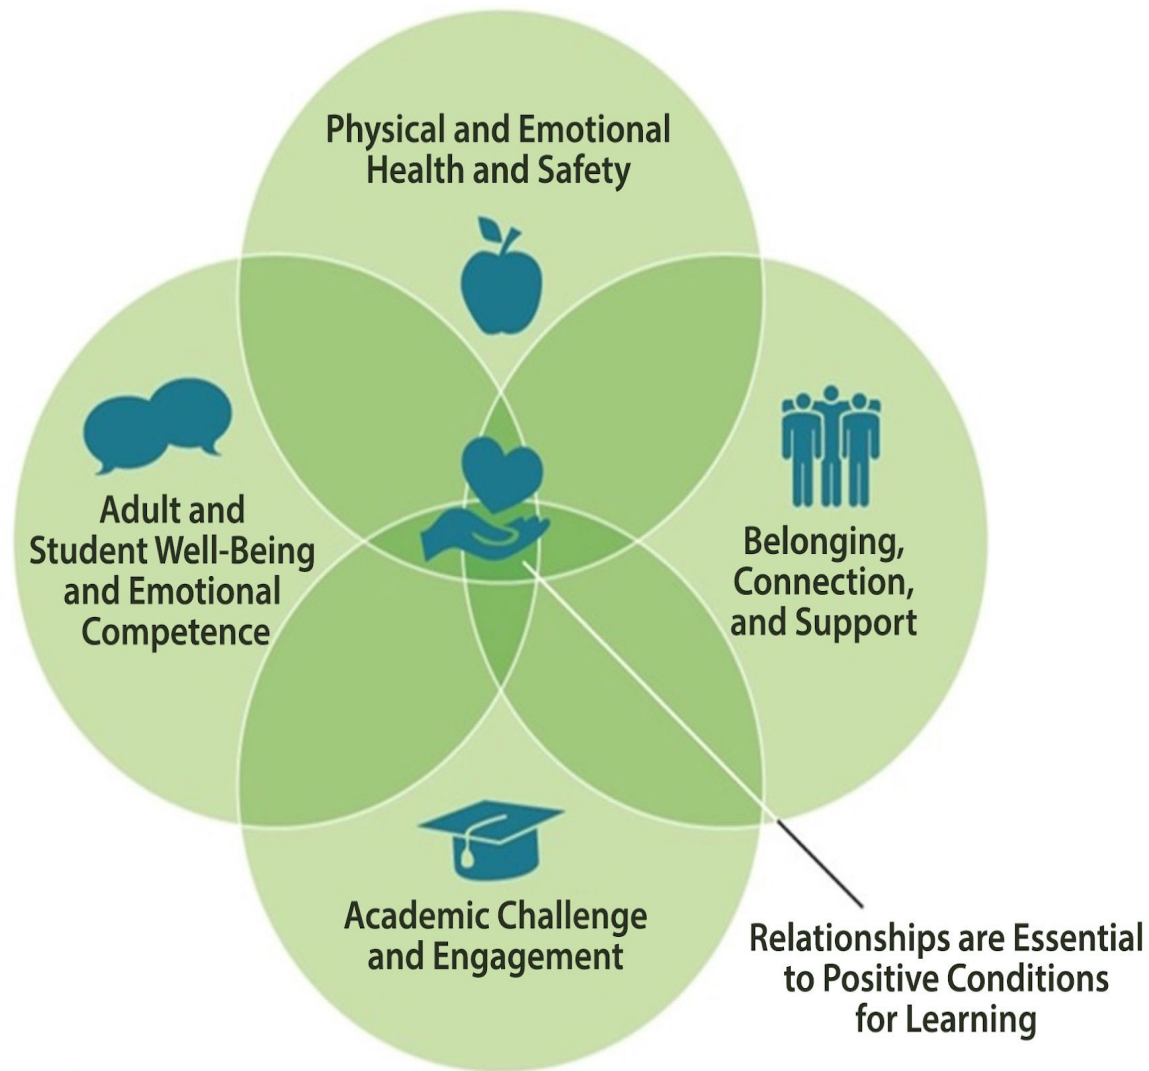 Physical and Emotional
Health and Safety
Adult and
Student Well-Being
and Emotional
Competence
Belonging,
Connection,
and Support
Academic Challenge
and Engagement
Relationships are Essential
to Positive Conditions
for Learning